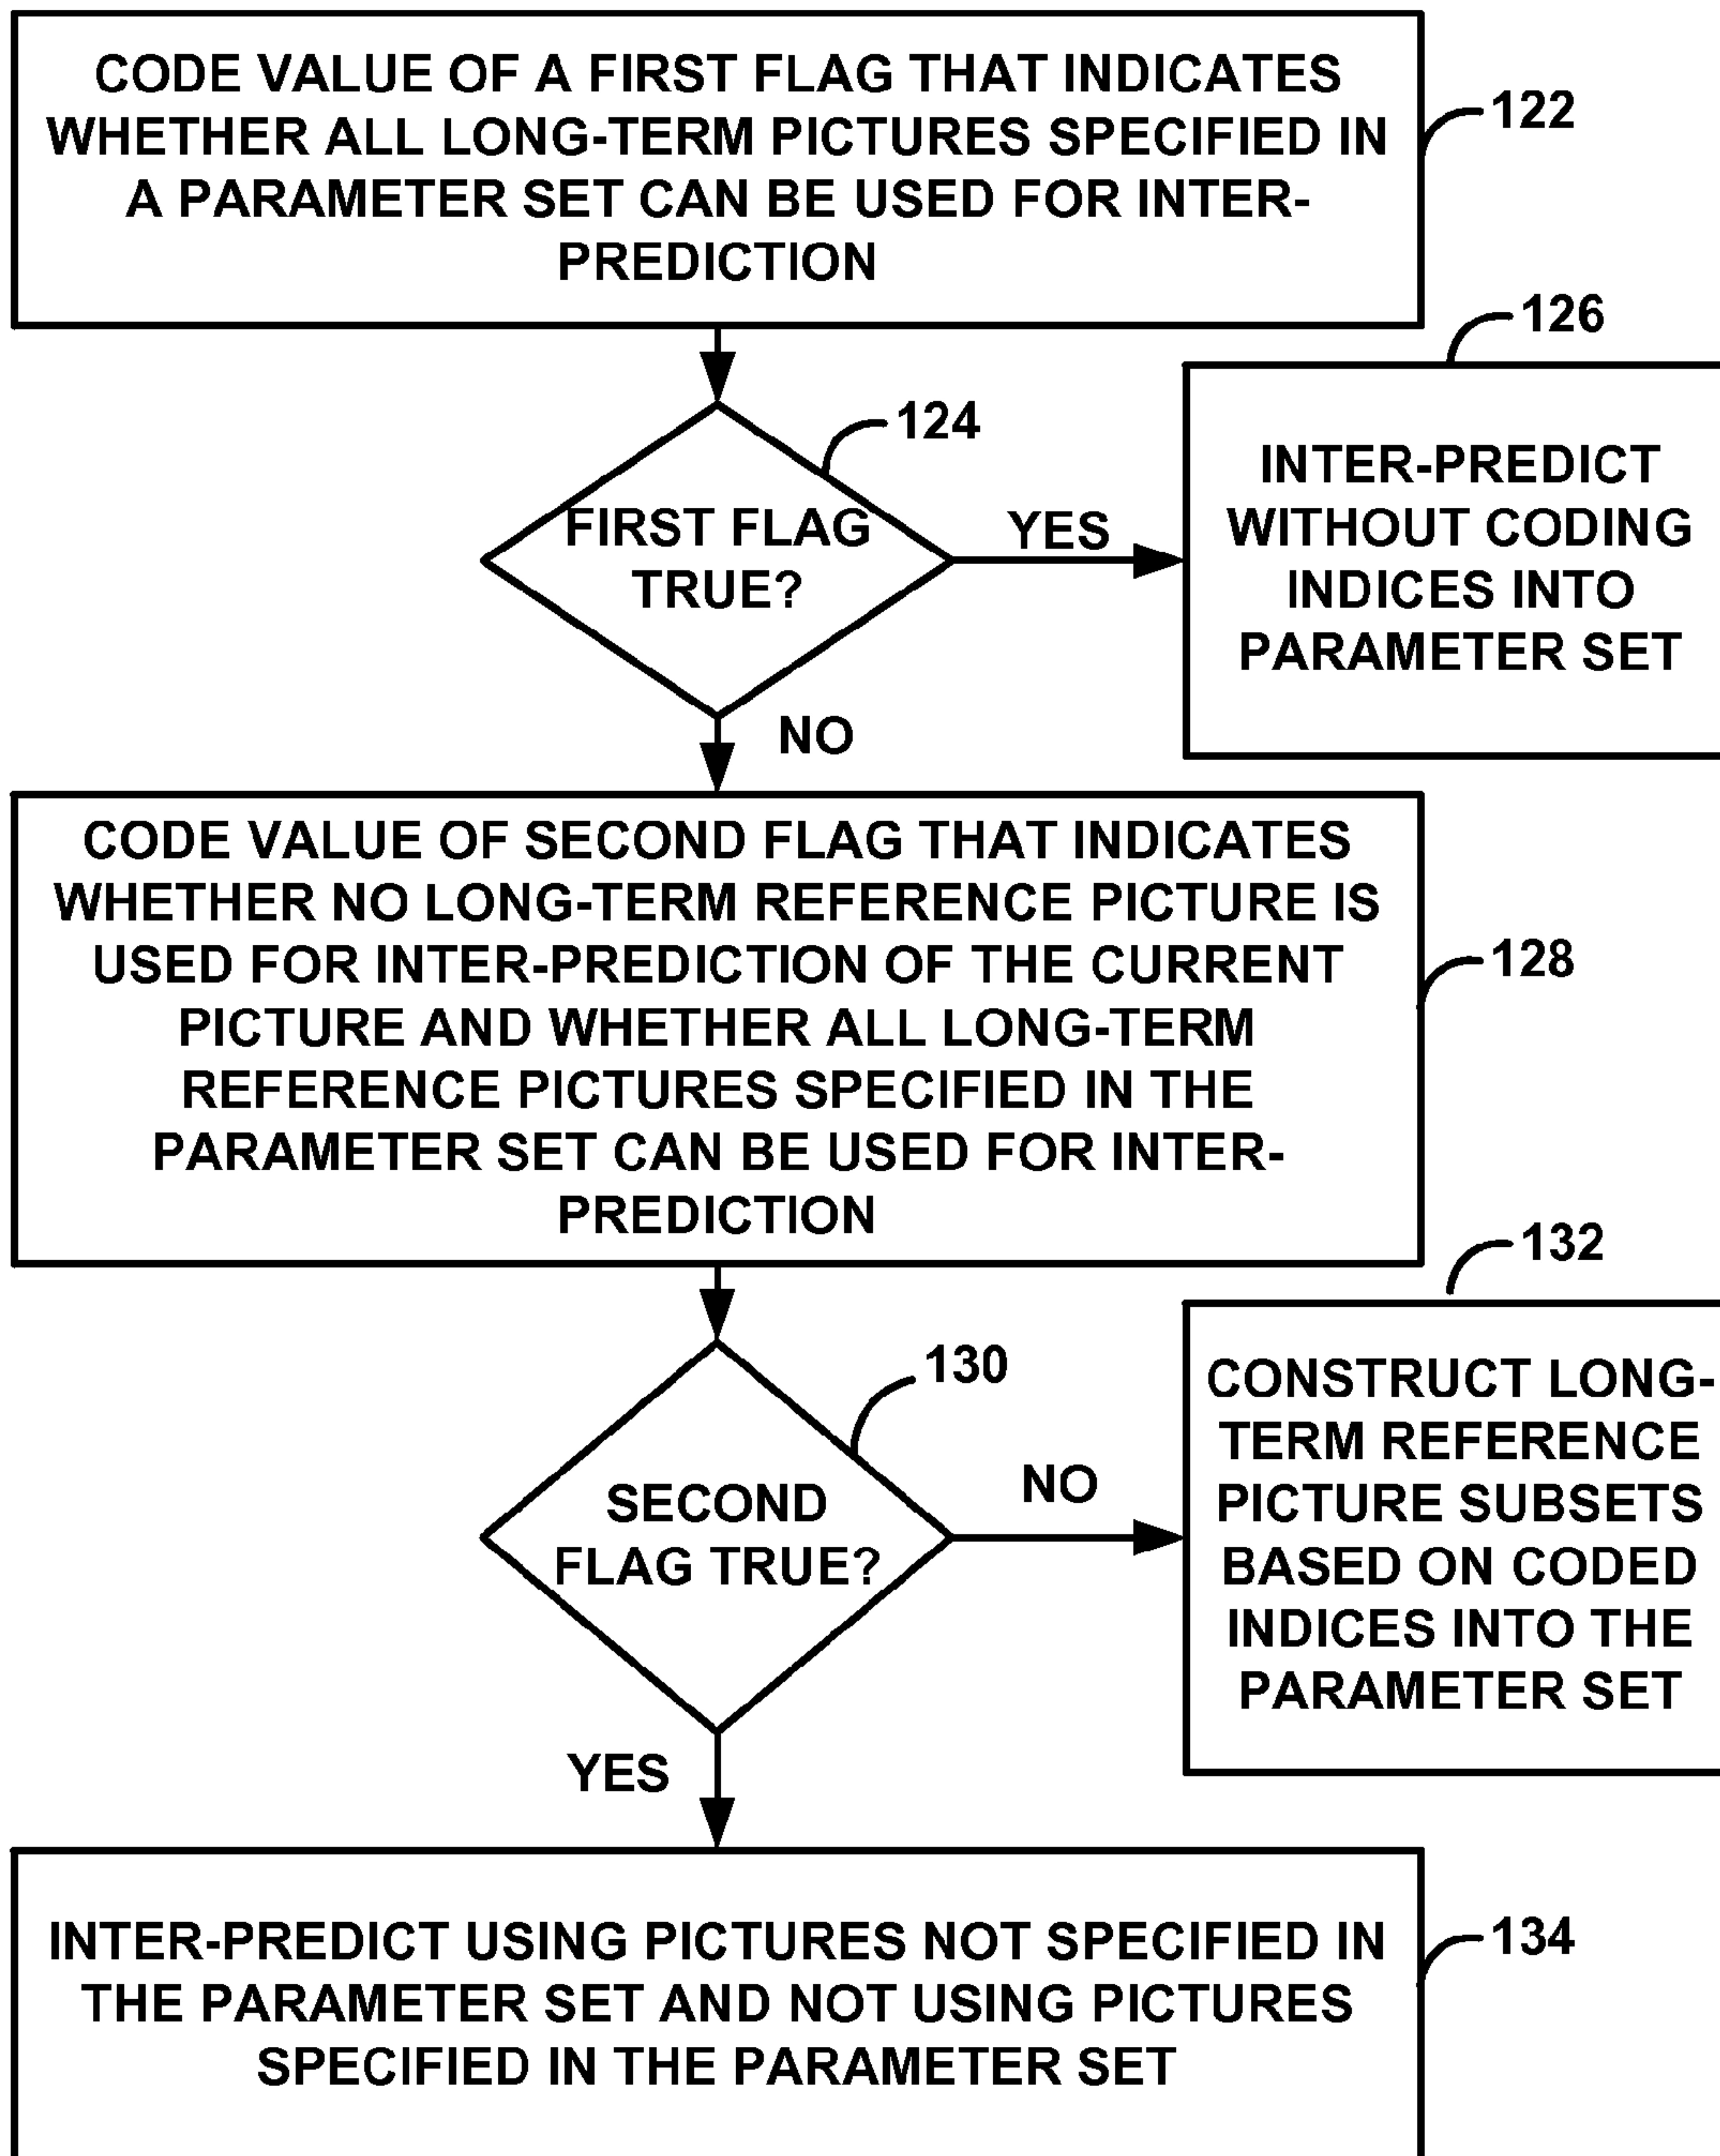 CODE VALUE OF A FIRST FLAG THAT INDICATES
WHETHER ALL LONG-TERM PICTURES SPECIFIED IN
A PARAMETER SET CAN BE USED FOR INTER-
PREDICTION
122
124
FIRST FLAG
TRUE?
YES
126
INTER-PREDICT
WITHOUT CODING
INDICES INTO
PARAMETER SET
NO
CODE VALUE OF SECOND FLAG THAT INDICATES
WHETHER NO LONG-TERM REFERENCE PICTURE IS
USED FOR INTER-PREDICTION OF THE CURRENT
PICTURE AND WHETHER ALL LONG-TERM
REFERENCE PICTURES SPECIFIED IN THE
PARAMETER SET CAN BE USED FOR INTER-
PREDICTION
128
130
SECOND
FLAG TRUE?
NO
132
CONSTRUCT LONG-
TERM REFERENCE
PICTURE SUBSETS
BASED ON CODED
INDICES INTO THE
PARAMETER SET
YES
INTER-PREDICT USING PICTURES NOT SPECIFIED IN
THE PARAMETER SET AND NOT USING PICTURES
SPECIFIED IN THE PARAMETER SET
134